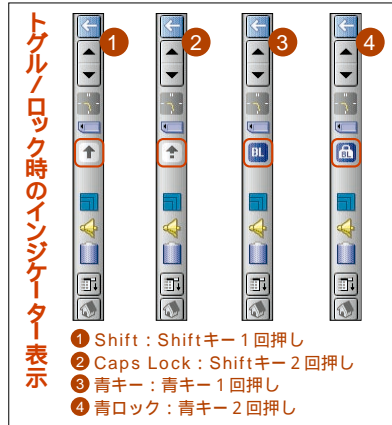 トグル/ロック時のインジケーター表示
1 2 3 4
BL BL
1 Shift：Shiftキー1回押し
2 Caps Lock：Shiftキー2回押し
3 青キー：青キー1回押し
4 青ロック：青キー2回押し